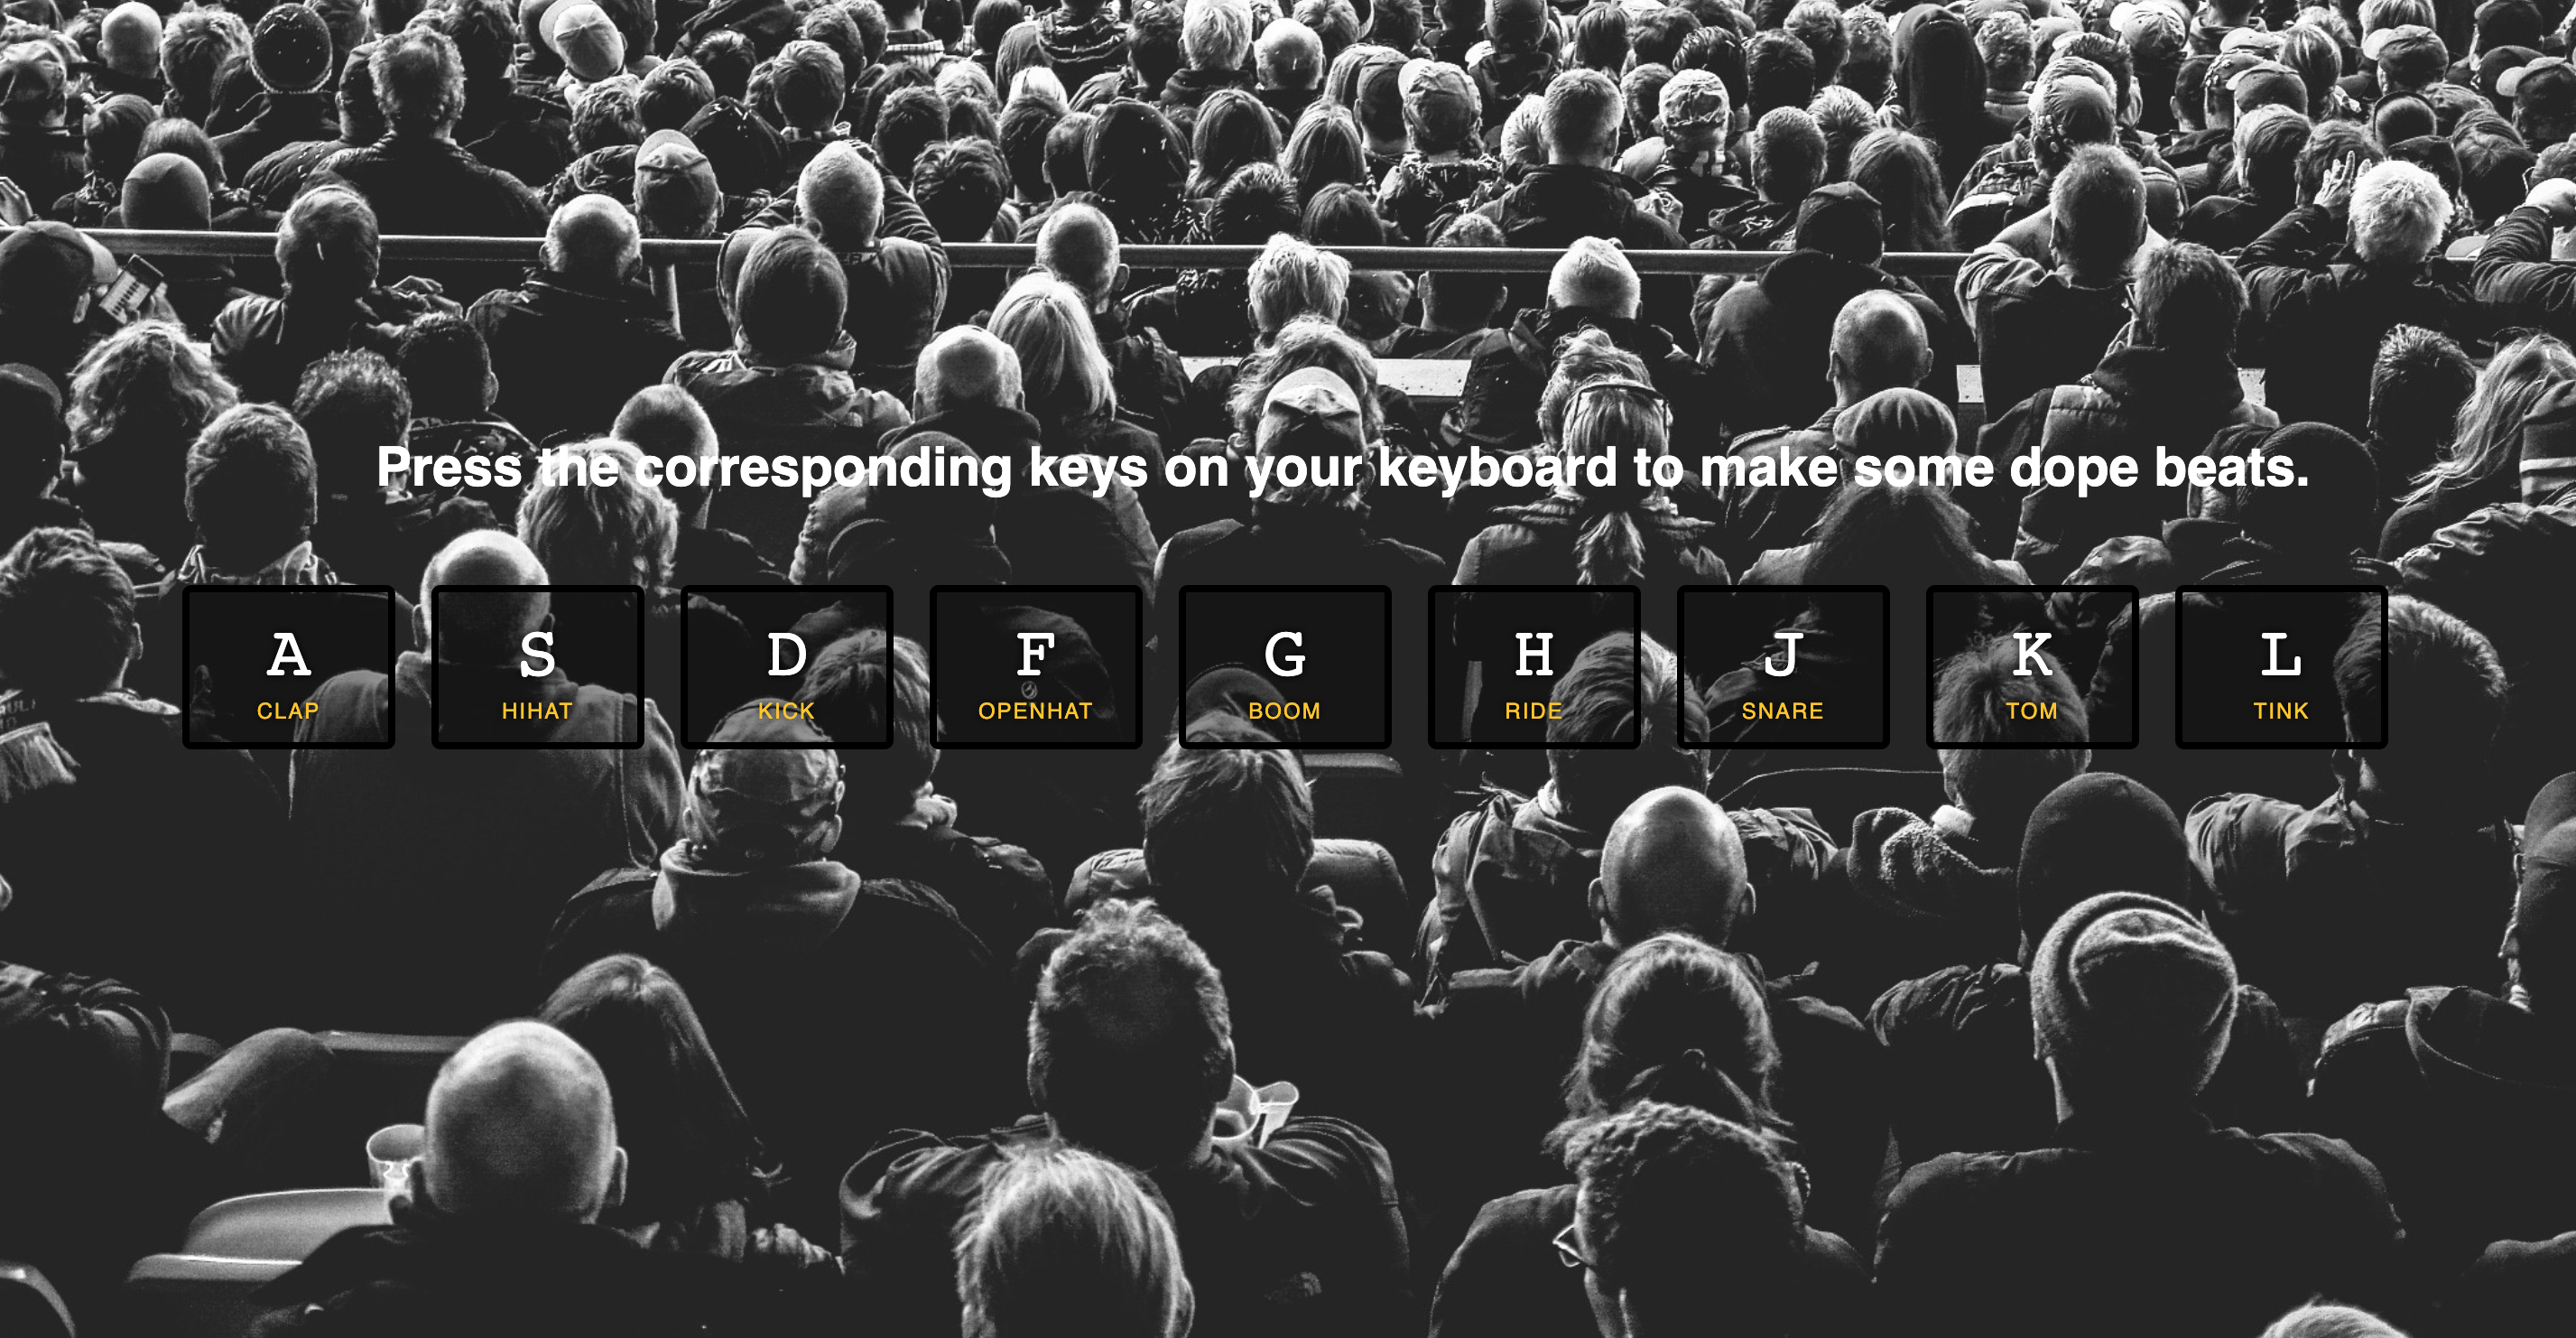 Press the corresponding keys on your keyboard to make some dope beats.
A S D F G H J K L
CLAP HIHAT KICK OPENHAT BOOM RIDE SNARE TOM TINK